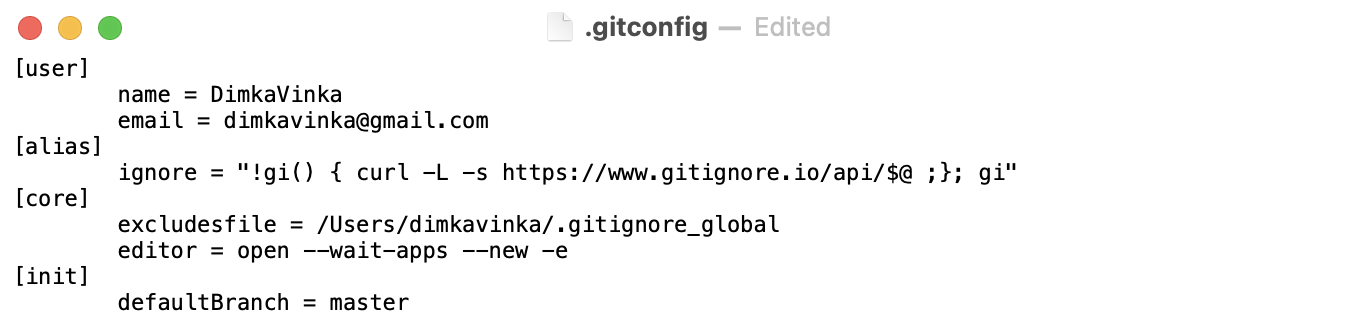 .gitconfig — Edited
[user]
name = DimkaVinka
email = dimkavinka@gmail.com
[alias]
ignore = "!gi() { curl -L -s https://www.gitignore.io/api/$@ ;}; gi"
[core]
excludesfile = /Users/dimkavinka/.gitignore_global
editor = open --wait-apps --new -e
[init]
defaultBranch = master